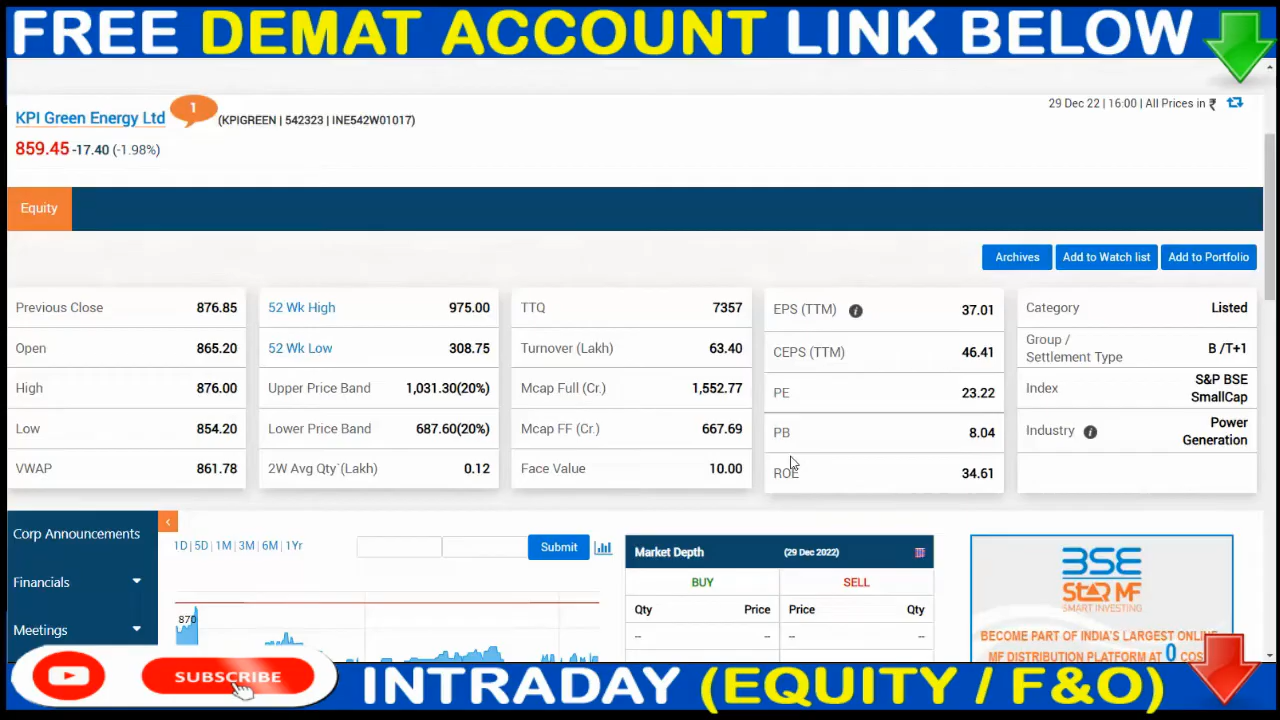 FREE DEMAT ACCOUNT LINK BELOW
29 Dec 22 | 16:00 | All Prices in ₹
KPI Green Energy Ltd 1 (KPIGREEN | 542323 | INE542W01017)
859.45 -17.40 (-1.98%)
Equity
Archives Add to Watch list Add to Portfolio
Previous Close 876.85
Open 865.20
High 876.00
Low 854.20
VWAP 861.78
52 Wk High 975.00
52 Wk Low 308.75
Upper Price Band 1,031.30(20%)
Lower Price Band 687.60(20%)
2W Avg Qty (Lakh) 0.12
TTQ 7357
Turnover (Lakh) 63.40
Mcap Full (Cr.) 1,552.77
Mcap FF (Cr.) 667.69
Face Value 10.00
EPS (TTM) 37.01
CEPS (TTM) 46.41
PE 23.22
PB 8.04
ROE 34.61
Category Listed
Group / Settlement Type B /T+1
Index S&P BSE SmallCap
Industry Power Generation
Corp Announcements
Financials
Meetings
1D | 5D | 1M | 3M | 6M | 1Yr
Submit
870
Market Depth (29 Dec 2022)
BUY SELL
Qty Price Price Qty
-- -- -- --
BSE
STAR MF
SMART INVESTING
BECOME PART OF INDIA'S LARGEST ONLINE
MF DISTRIBUTION PLATFORM AT 0 COS
SUBSCRIBE
INTRADAY (EQUITY / F&O)